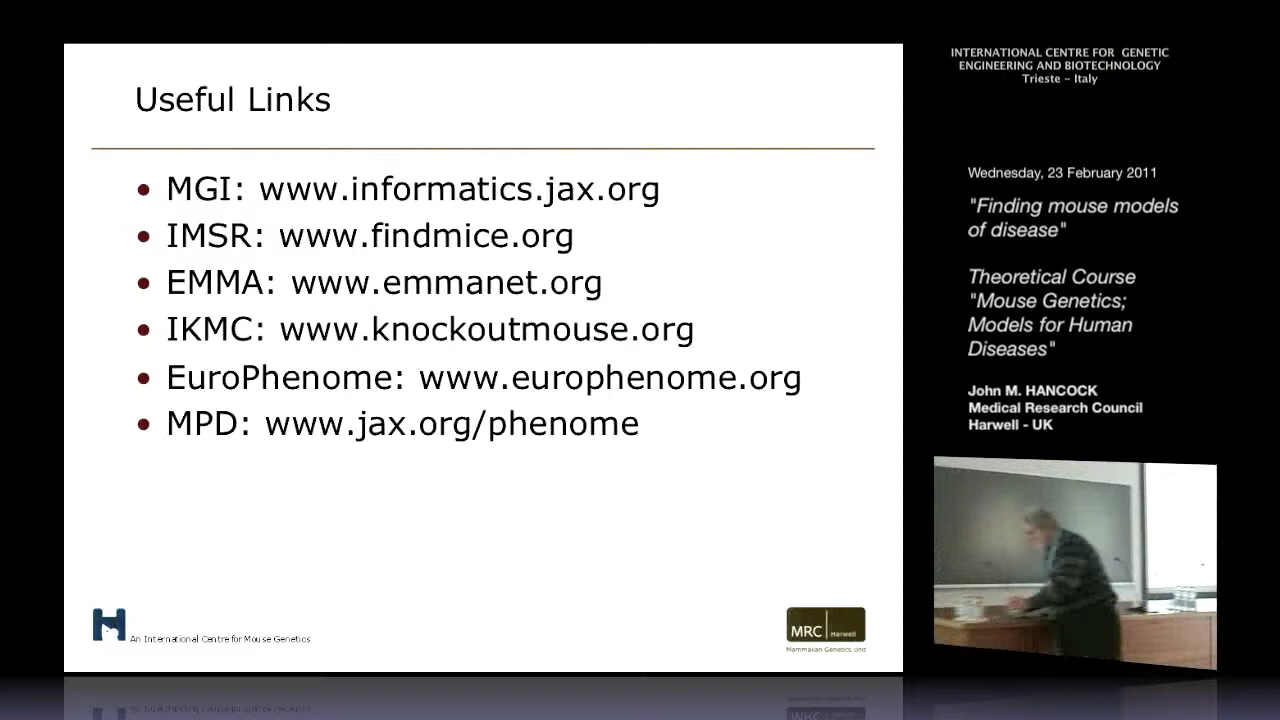 Useful Links
• MGI: www.informatics.jax.org
• IMSR: www.findmice.org
• EMMA: www.emmanet.org
• IKMC: www.knockoutmouse.org
• EuroPhenome: www.europhenome.org
• MPD: www.jax.org/phenome
An International Centre for Mouse Genetics
MRC Harwell
Mammalian Genetics Unit
INTERNATIONAL CENTRE FOR GENETIC
ENGINEERING AND BIOTECHNOLOGY
Trieste - Italy
Wednesday, 23 February 2011
"Finding mouse models
of disease"
Theoretical Course
"Mouse Genetics;
Models for Human
Diseases"
John M. HANCOCK
Medical Research Council
Harwell - UK